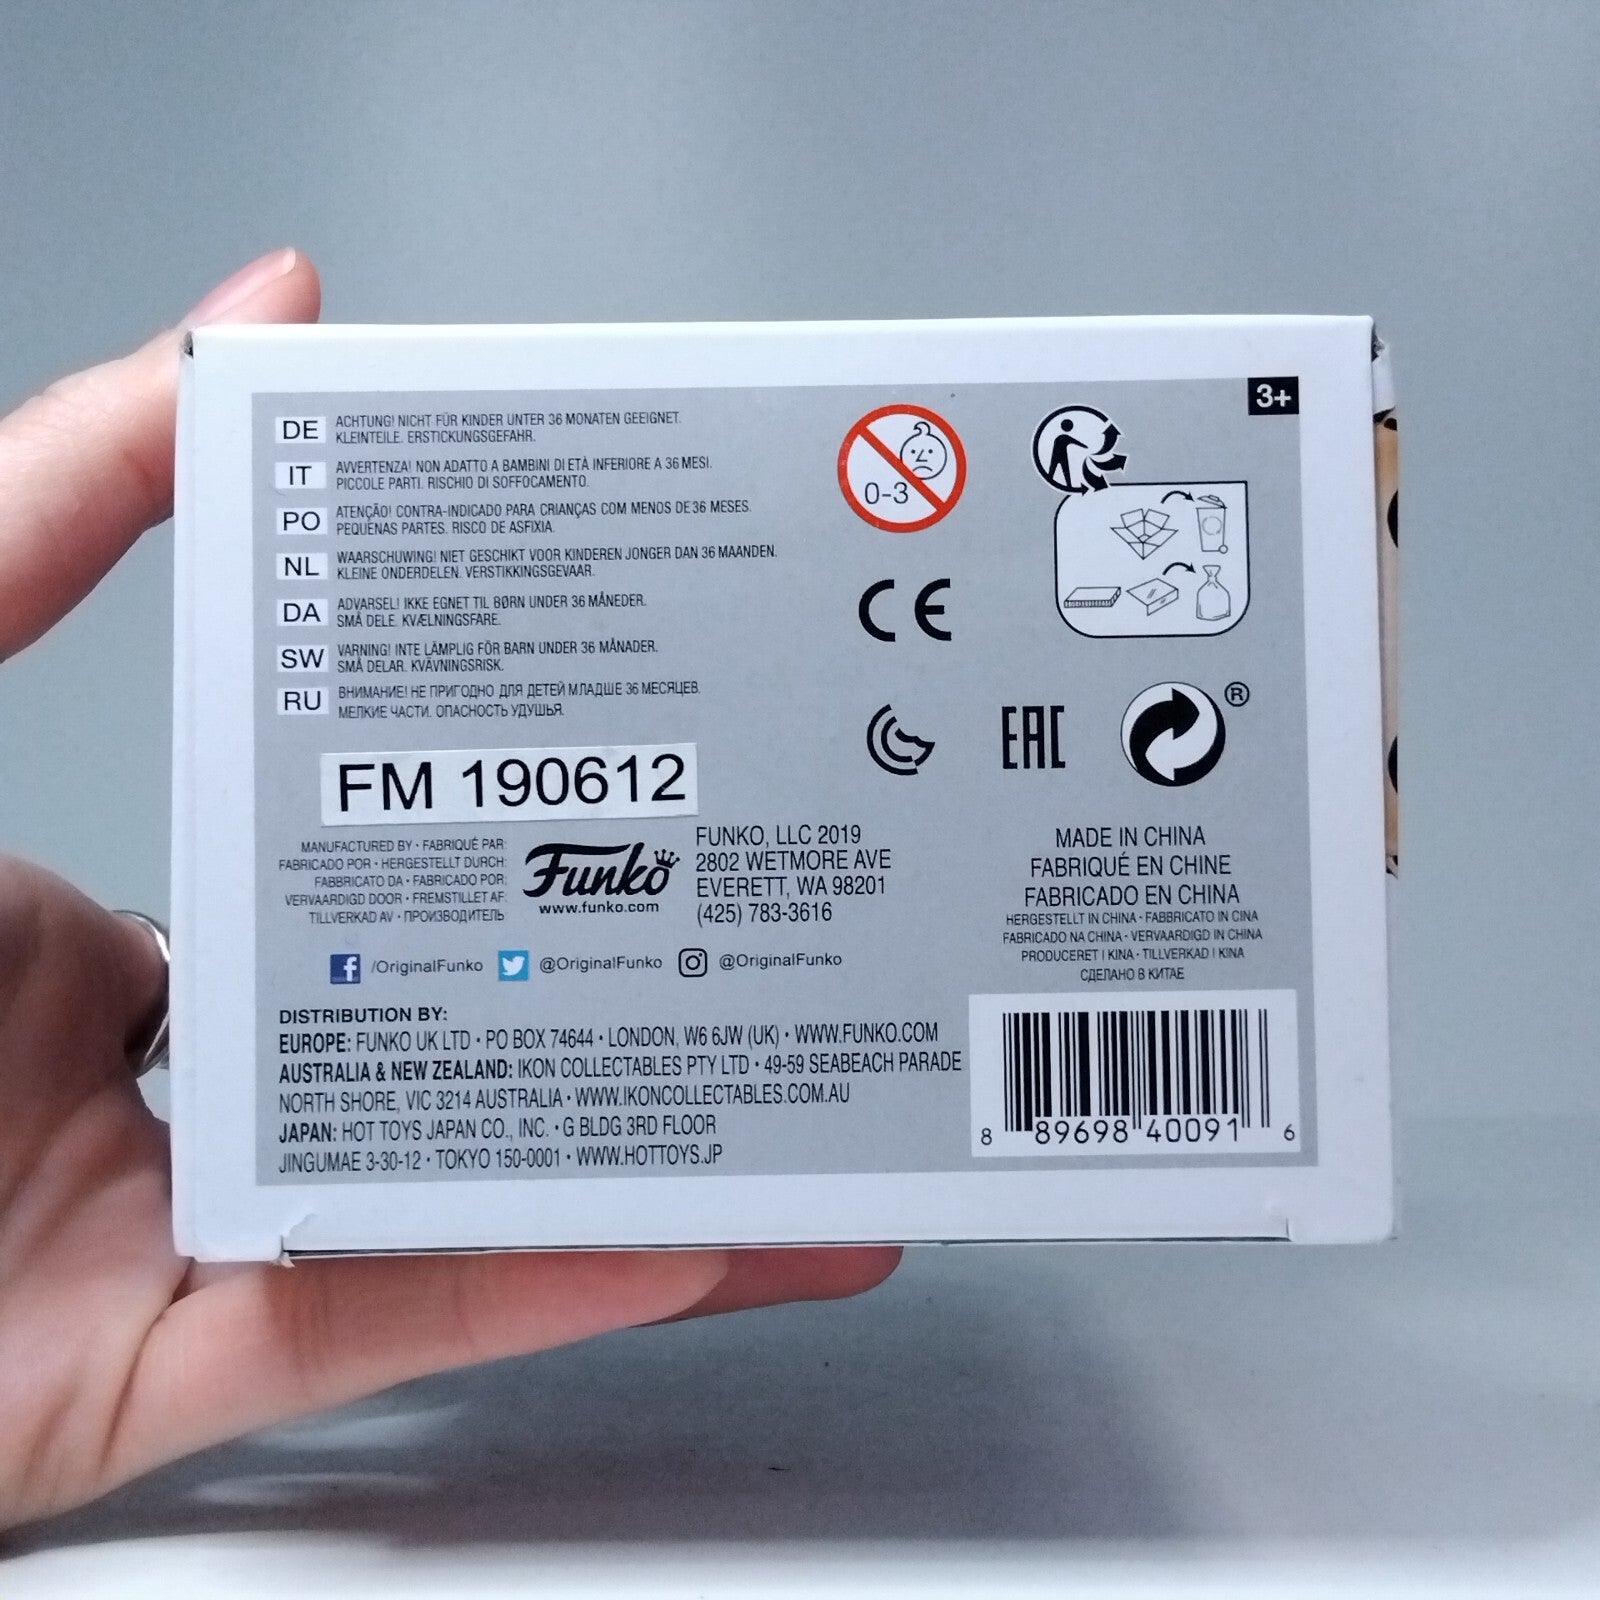 3+
DE ACHTUNG! NICHT FÜR KINDER UNTER 36 MONATEN GEEIGNET.
KLEINTEILE. ERSTICKUNGSGEFAHR.
IT AVVERTENZA! NON ADATTO A BAMBINI DI ETÀ INFERIORE A 36 MESI.
PICCOLE PARTI. RISCHIO DI SOFFOCAMENTO.
PO ATENÇÃO! CONTRA-INDICADO PARA CRIANÇAS COM MENOS DE 36 MESES.
PEQUENAS PARTES. RISCO DE ASFIXIA.
NL WAARSCHUWING! NIET GESCHIKT VOOR KINDEREN JONGER DAN 36 MAANDEN.
KLEINE ONDERDELEN. VERSTIKKINGSGEVAAR.
DA ADVARSEL! IKKE EGNET TIL BØRN UNDER 36 MÅNEDER.
SMÅ DELE. KVÆLNINGSFARE.
SW VARNING! INTE LÄMPLIG FÖR BARN UNDER 36 MÅNADER.
SMÅ DELAR. KVÄVNINGSRISK.
RU ВНИМАНИЕ! НЕ ПРИГОДНО ДЛЯ ДЕТЕЙ МЛАДШЕ 36 МЕСЯЦЕВ.
МЕЛКИЕ ЧАСТИ. ОПАСНОСТЬ УДУШЬЯ.
0-3
CE
EAC
®
FM 190612
MANUFACTURED BY • FABRIQUÉ PAR:
FABRICADO POR • HERGESTELLT DURCH:
FABBRICATO DA • FABRICADO POR:
VERVAARDIGD DOOR • FREMSTILLET AF:
TILLVERKAD AV • ПРОИЗВОДИТЕЛЬ
Funko
www.funko.com
FUNKO, LLC 2019
2802 WETMORE AVE
EVERETT, WA 98201
(425) 783-3616
MADE IN CHINA
FABRIQUÉ EN CHINE
FABRICADO EN CHINA
HERGESTELLT IN CHINA • FABBRICATO IN CINA
FABRICADO NA CHINA • VERVAARDIGD IN CHINA
PRODUCERET I KINA • TILLVERKAD I KINA
СДЕЛАНО В КИТАЕ
/OriginalFunko @OriginalFunko @OriginalFunko
DISTRIBUTION BY:
EUROPE: FUNKO UK LTD • PO BOX 74644 • LONDON, W6 6JW (UK) • WWW.FUNKO.COM
AUSTRALIA & NEW ZEALAND: IKON COLLECTABLES PTY LTD • 49-59 SEABEACH PARADE
NORTH SHORE, VIC 3214 AUSTRALIA • WWW.IKONCOLLECTABLES.COM.AU
JAPAN: HOT TOYS JAPAN CO., INC. • G BLDG 3RD FLOOR
JINGUMAE 3-30-12 • TOKYO 150-0001 • WWW.HOTTOYS.JP
8 89698 40091 6